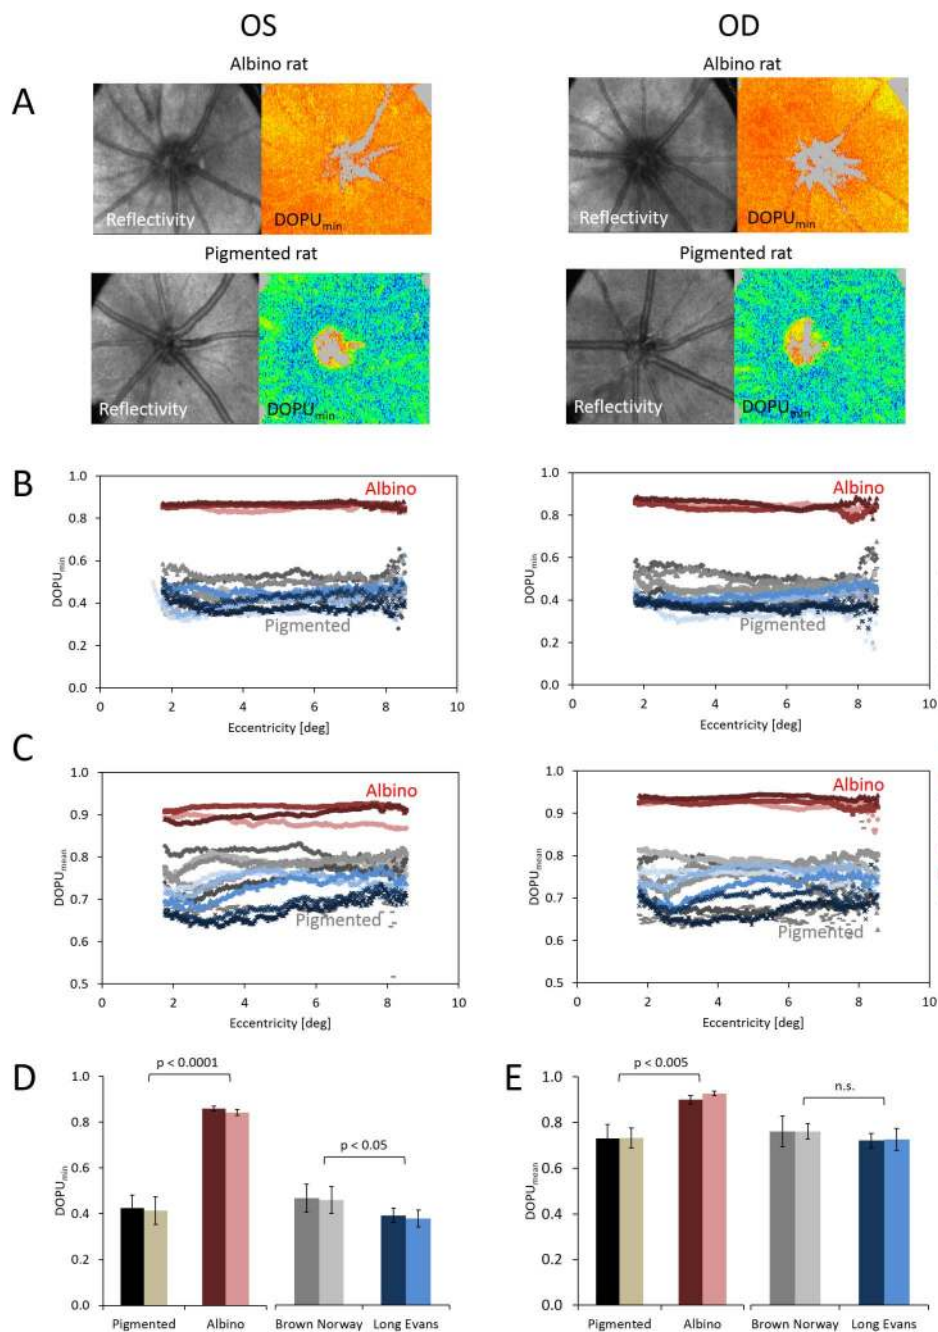 OS OD
Albino rat Albino rat
A
Reflectivity DOPUmin Reflectivity DOPUmin
Pigmented rat Pigmented rat
Reflectivity DOPUmin Reflectivity DOPUmin
B
1.0 0.8 0.6 0.4 0.2 0.0
DOPUmin
Albino
Pigmented
0 2 4 6 8 10
Eccentricity [deg]
1.0 0.8 0.6 0.4 0.2 0.0
DOPUmin
Albino
Pigmented
0 2 4 6 8 10
Eccentricity [deg]
C
1.0 0.9 0.8 0.7 0.6 0.5
DOPUmean
Albino
Pigmented
0 2 4 6 8 10
Eccentricity [deg]
1.0 0.9 0.8 0.7 0.6 0.5
DOPUmean
Albino
Pigmented
0 2 4 6 8 10
Eccentricity [deg]
D
p < 0.0001
p < 0.05
1.0 0.8 0.6 0.4 0.2 0.0
DOPUmin
Pigmented Albino Brown Norway Long Evans
E
p < 0.005
n.s.
1.0 0.8 0.6 0.4 0.2 0.0
DOPUmean
Pigmented Albino Brown Norway Long Evans